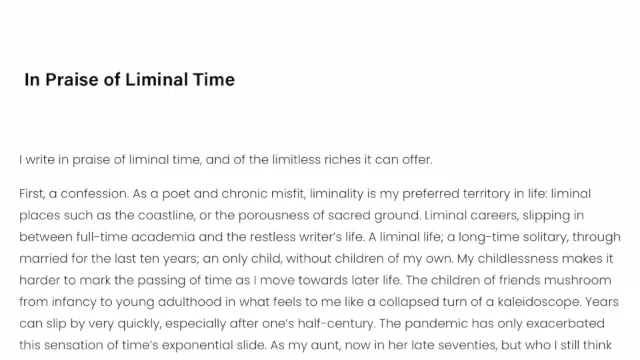 In Praise of Liminal Time
I write in praise of liminal time, and of the limitless riches it can offer.
First, a confession. As a poet and chronic misfit, liminality is my preferred territory in life: liminal
places such as the coastline, or the porousness of sacred ground. Liminal careers, slipping in
between full-time academia and the restless writer's life. A liminal life; a long-time solitary, through
married for the last ten years; an only child, without children of my own. My childlessness makes it
harder to mark the passing of time as I move towards later life. The children of friends mushroom
from infancy to young adulthood in what feels to me like a collapsed turn of a kaleidoscope. Years
can slip by very quickly, especially after one's half-century. The pandemic has only exacerbated
this sensation of time's exponential slide. As my aunt, now in her late seventies, but who I still think